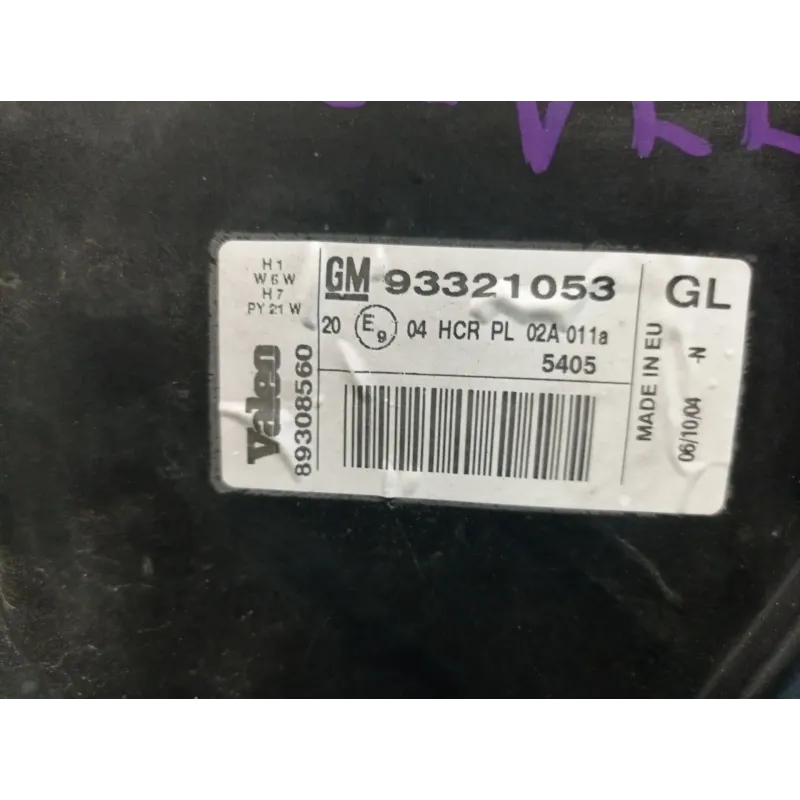 H1
W6W
H7
PY 21 W
Valeo
89308560
GM 93321053
20 E9 04 HCR PL 02A 011a
5405
GL
MADE IN EU
06/10/04 -N